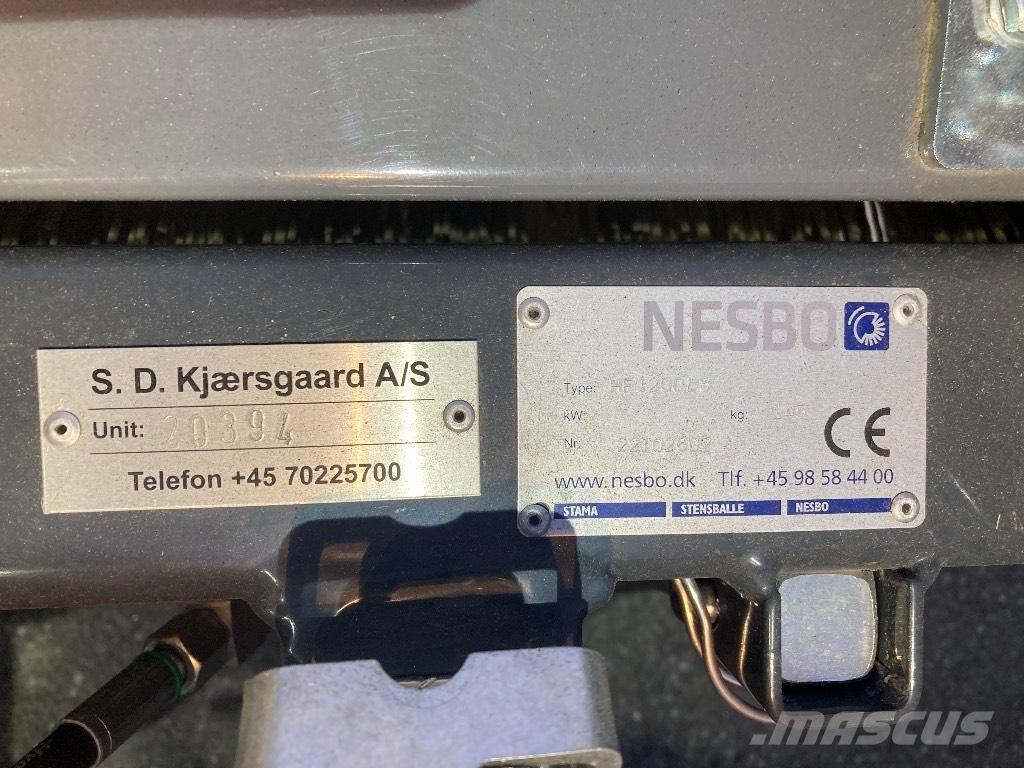 S. D. Kjærsgaard A/S
Unit: 0394
Telefon +45 70225700
NESBO
Type:
kW:
kg:
Nr:
CE
www.nesbo.dk Tlf. +45 98 58 44 00
STAMA STENSBALLE NESBO
MASCUS